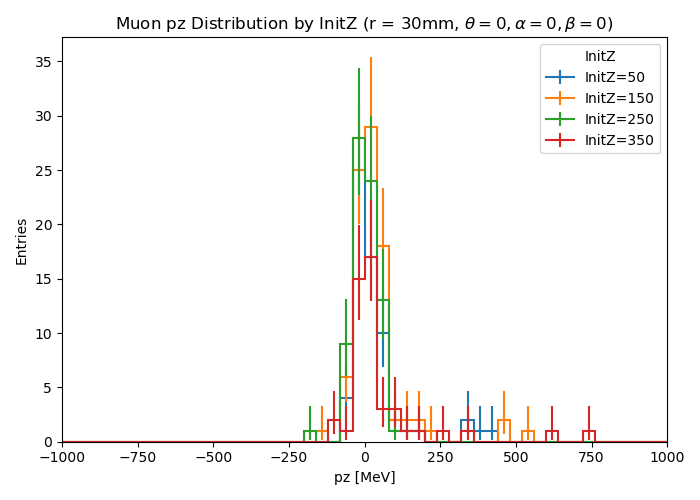 Muon pz Distribution by InitZ (r = 30mm, θ = 0, α = 0, β = 0)
InitZ
InitZ=50
InitZ=150
InitZ=250
InitZ=350
35
30
25
20
15
10
5
0
Entries
−1000 −750 −500 −250 0 250 500 750 1000
pz [MeV]